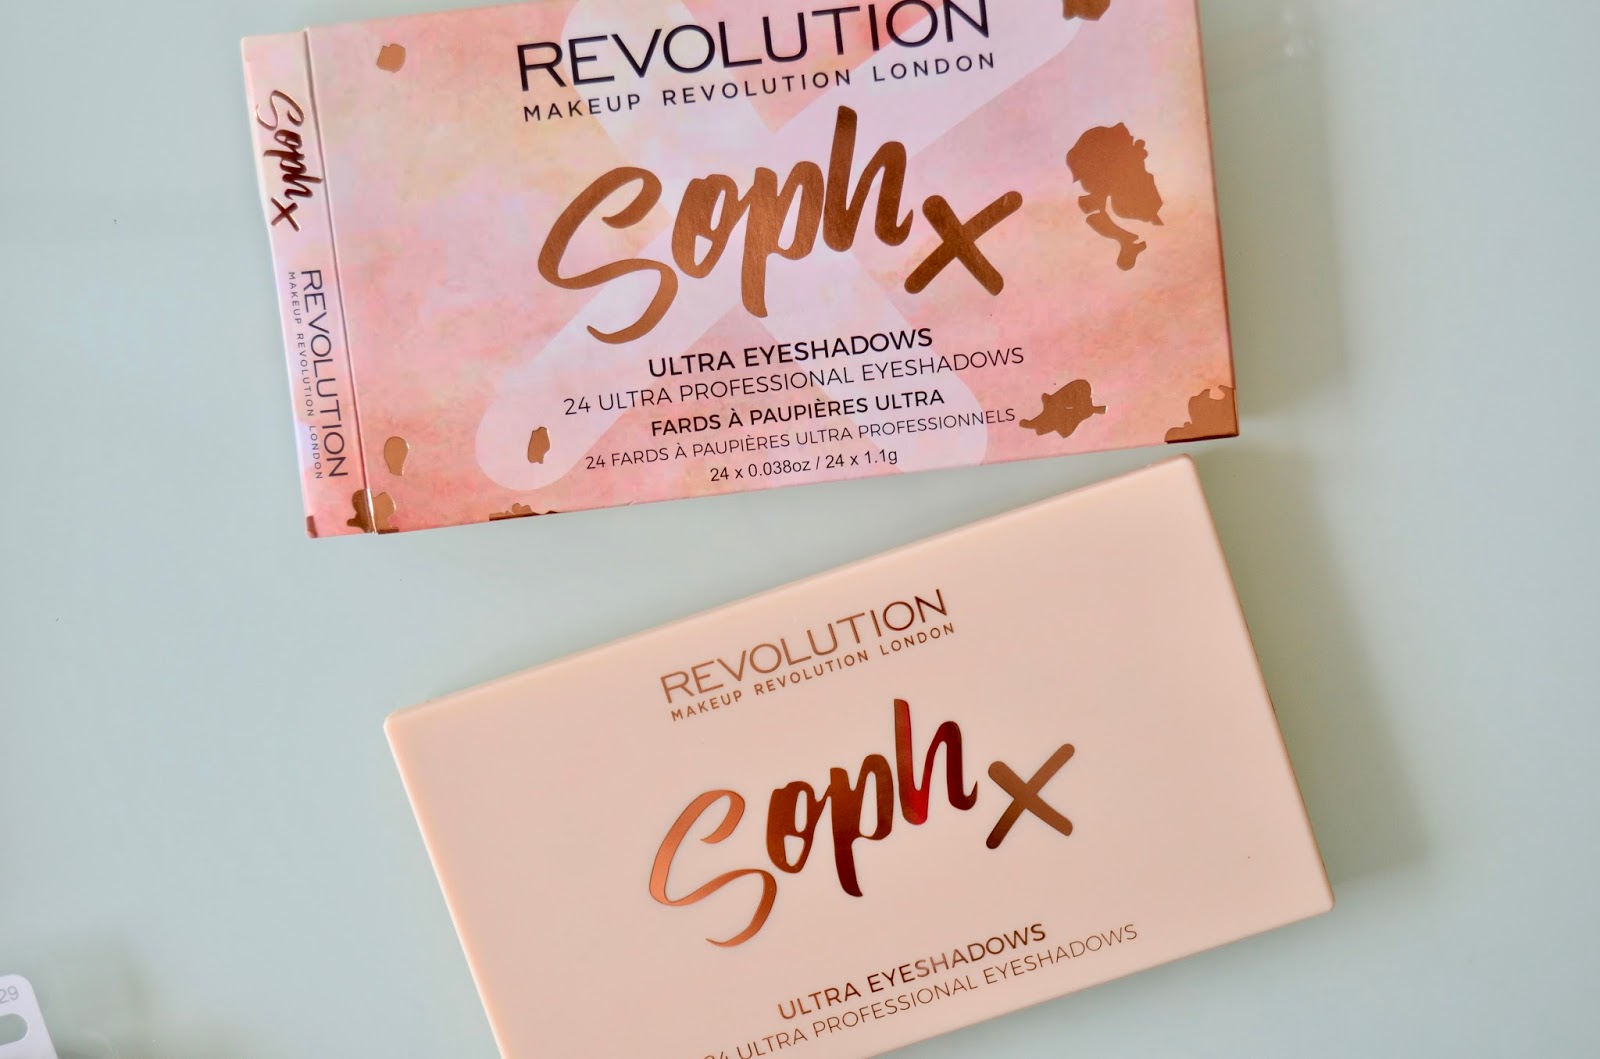 REVOLUTION
MAKEUP REVOLUTION LONDON
Soph x
ULTRA EYESHADOWS
24 ULTRA PROFESSIONAL EYESHADOWS
FARDS À PAUPIÈRES ULTRA
24 FARDS À PAUPIÈRES ULTRA PROFESSIONNELS
24 x 0.038oz / 24 x 1.1g
Soph x
REVOLUTION
MAKEUP REVOLUTION LONDON
REVOLUTION
MAKEUP REVOLUTION LONDON
Soph x
ULTRA EYESHADOWS
24 ULTRA PROFESSIONAL EYESHADOWS
29